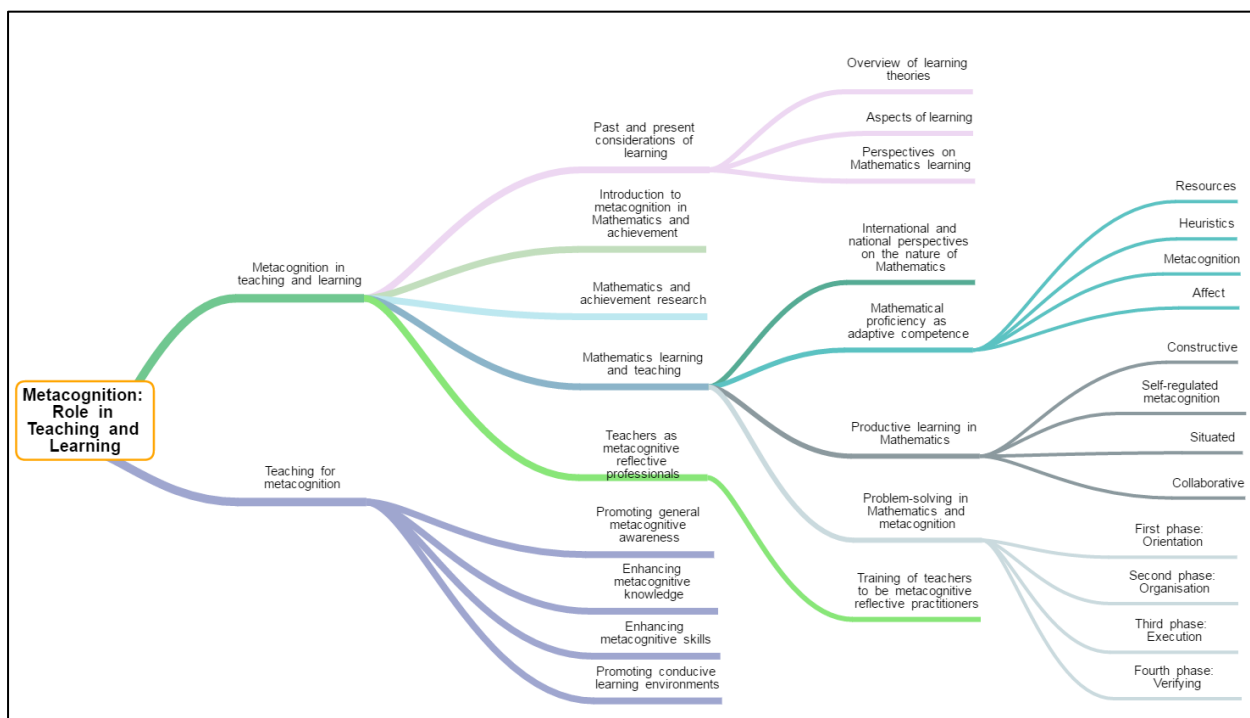 Metacognition:
Role in
Teaching and
Learning
Metacognition in
teaching and learning
Past and present
considerations of
learning
Overview of learning
theories
Aspects of learning
Perspectives on
Mathematics learning
Introduction to
metacognition in
Mathematics and
achievement
Mathematics and
achievement research
Mathematics learning
and teaching
International and
national perspectives
on the nature of
Mathematics
Mathematical
proficiency as
adaptive competence
Resources
Heuristics
Metacognition
Affect
Productive learning in
Mathematics
Constructive
Self-regulated
metacognition
Situated
Collaborative
Problem-solving in
Mathematics and
metacognition
First phase:
Orientation
Second phase:
Organisation
Third phase:
Execution
Fourth phase:
Verifying
Teachers as
metacognitive
reflective
professionals
Training of teachers
to be metacognitive
reflective practitioners
Teaching for
metacognition
Promoting general
metacognitive
awareness
Enhancing
metacognitive
knowledge
Enhancing
metacognitive skills
Promoting conducive
learning environments